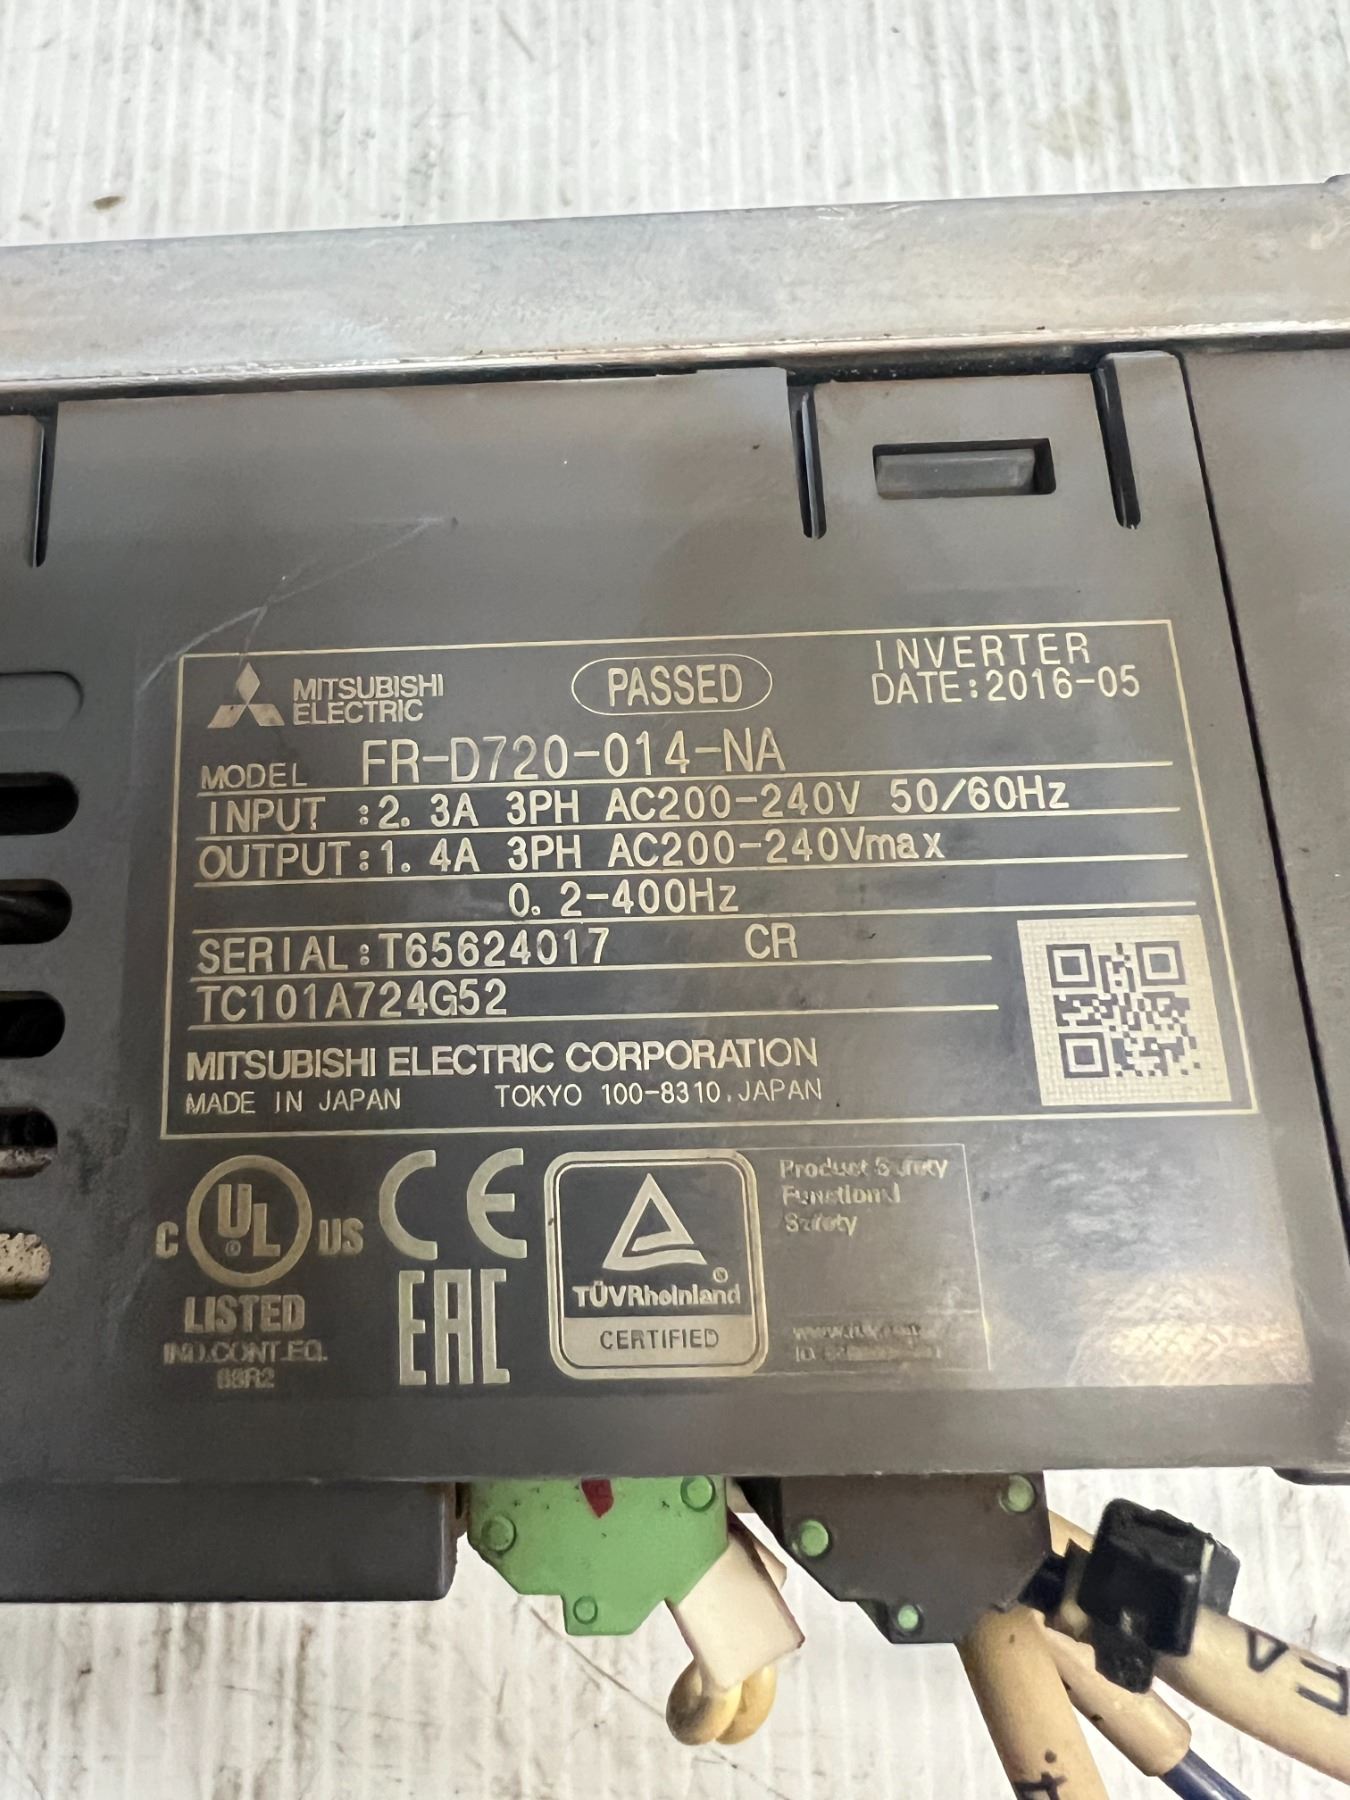 MITSUBISHI
ELECTRIC
PASSED
INVERTER
DATE:2016-05
MODEL FR-D720-014-NA
INPUT :2.3A 3PH AC200-240V 50/60Hz
OUTPUT:1.4A 3PH AC200-240Vmax
0.2-400Hz
SERIAL:T65624017 CR
TC101A724G52
MITSUBISHI ELECTRIC CORPORATION
MADE IN JAPAN TOKYO 100-8310,JAPAN
C UL ® US
LISTED
IND.CONT.EQ.
CE
EAC
TÜVRheinland ®
CERTIFIED
Product Safety
Functional
Safety